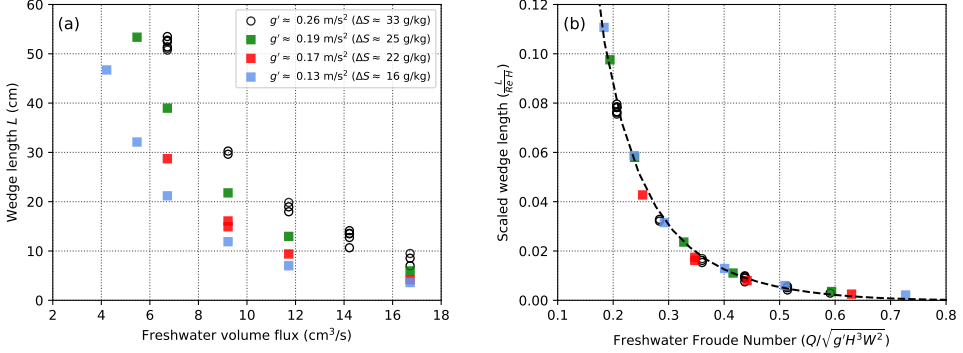 (a)
g′ ≈ 0.26 m/s² (ΔS ≈ 33 g/kg)
g′ ≈ 0.19 m/s² (ΔS ≈ 25 g/kg)
g′ ≈ 0.17 m/s² (ΔS ≈ 22 g/kg)
g′ ≈ 0.13 m/s² (ΔS ≈ 16 g/kg)
60
50
40
30
20
10
0
Wedge length L (cm)
2 4 6 8 10 12 14 16 18
Freshwater volume flux (cm³/s)
(b)
0.12
0.10
0.08
0.06
0.04
0.02
0.00
Scaled wedge length (L/Re H)
0.1 0.2 0.3 0.4 0.5 0.6 0.7 0.8
Freshwater Froude Number (Q/√g′H³W²)